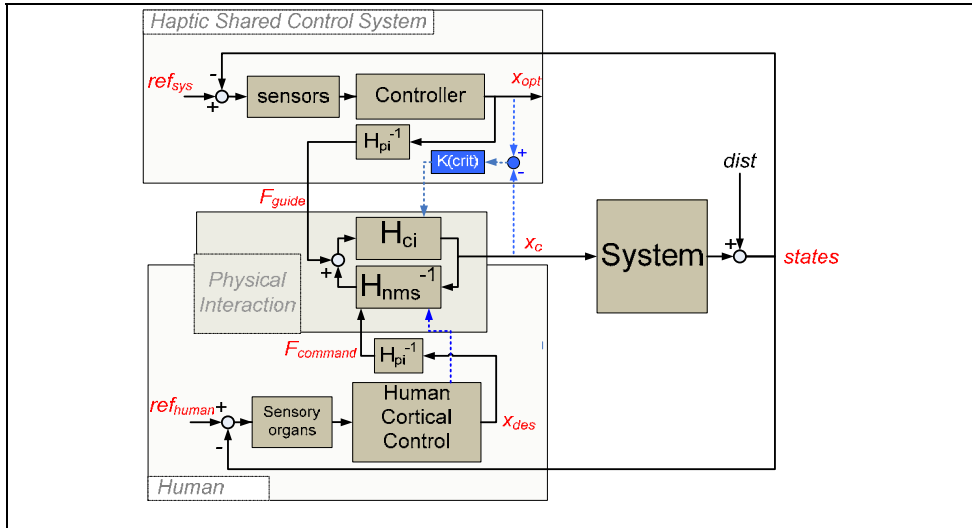 Haptic Shared Control System
ref_sys
-
+
sensors
Controller
x_opt
H_pi^-1
K(crit)
+
-
dist
F_guide
H_ci
x_c
System
+
states
+
H_nms^-1
Physical
Interaction
F_command
H_pi^-1
ref_human
+
-
Sensory
organs
Human
Cortical
Control
x_des
Human